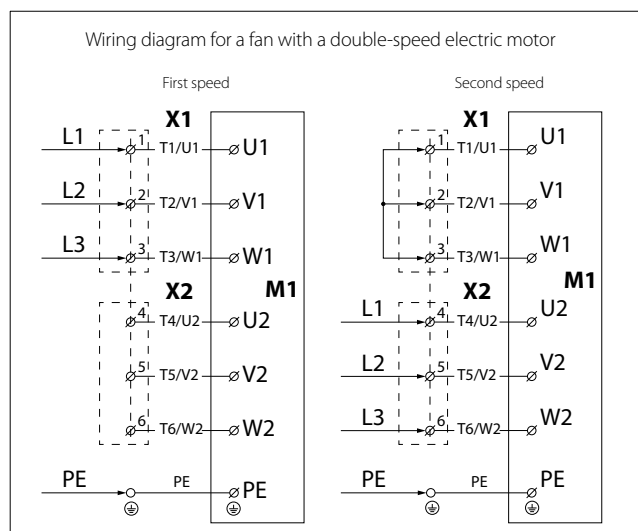 Wiring diagram for a fan with a double-speed electric motor
First speed
X1
L1 1 T1/U1 U1
L2 2 T2/V1 V1
L3 3 T3/W1 W1
X2 M1
4 T4/U2 U2
5 T5/V2 V2
6 T6/W2 W2
PE PE PE
Second speed
X1
1 T1/U1 U1
2 T2/V1 V1
3 T3/W1 W1
X2 M1
L1 4 T4/U2 U2
L2 5 T5/V2 V2
L3 6 T6/W2 W2
PE PE PE